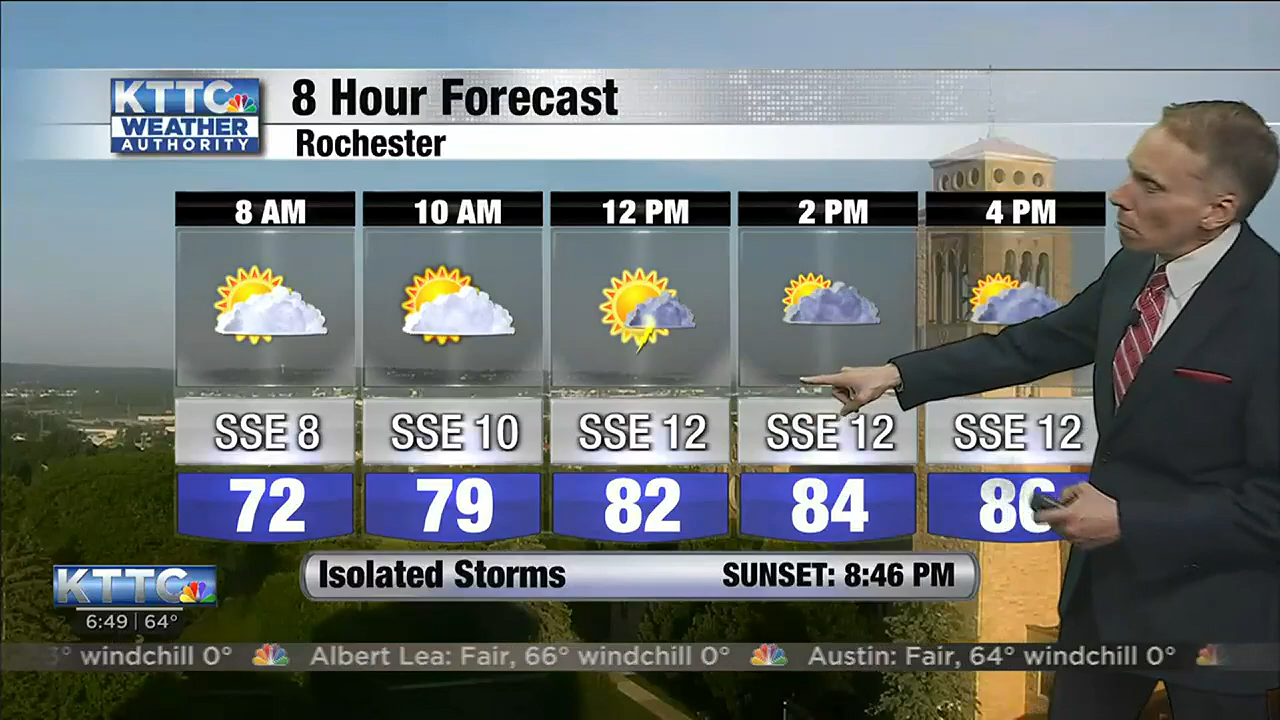 KTTC
WEATHER
AUTHORITY
8 Hour Forecast
Rochester
8 AM
10 AM
12 PM
2 PM
4 PM
SSE 8
SSE 10
SSE 12
SSE 12
SSE 12
72
79
82
84
Isolated Storms
SUNSET: 8:46 PM
KTTC
6:49 | 64°
° windchill 0° Albert Lea: Fair, 66° windchill 0° Austin: Fair, 64° windchill 0°